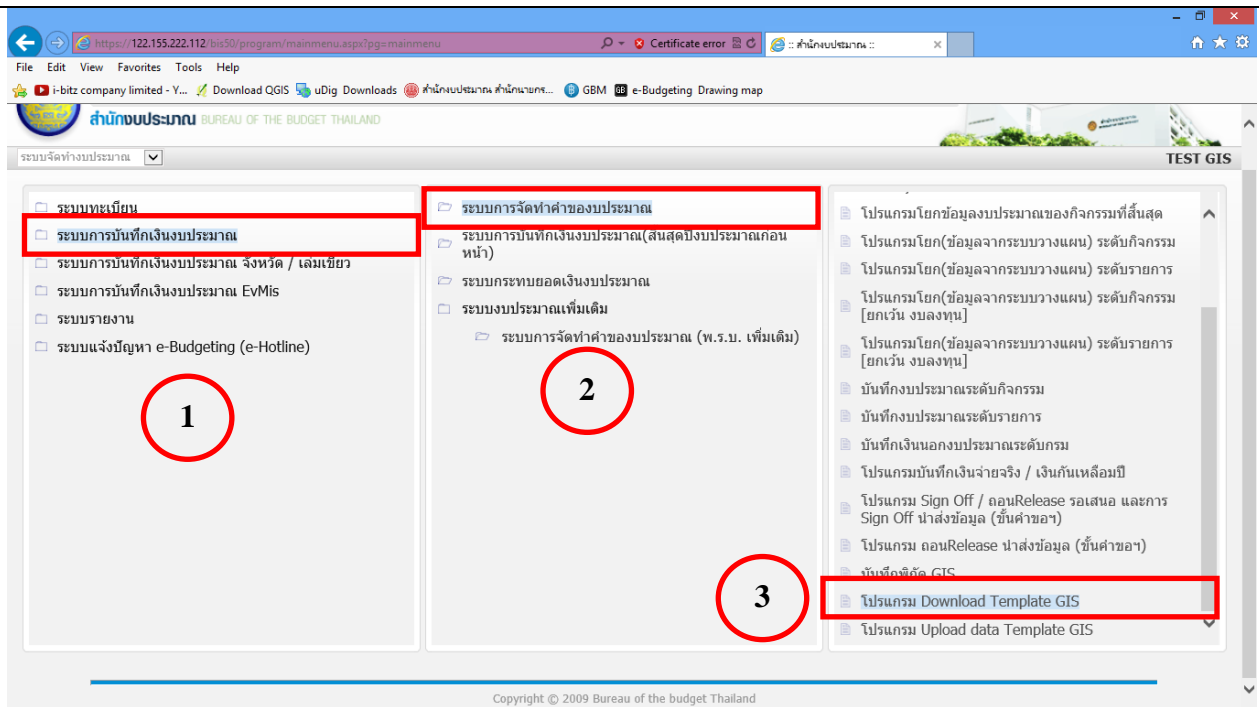 https://122.155.222.112/bis50/program/mainmenu.aspx?pg=mainmenu
Certificate error
:: สำนักงบประมาณ ::
File Edit View Favorites Tools Help
i-bitz company limited - Y... Download QGIS uDig Downloads สำนักงบประมาณ สำนักนายกร... GBM e-Budgeting Drawing map
สำนักงบประมาณ BUREAU OF THE BUDGET THAILAND
ระบบจัดทำงบประมาณ
TEST GIS
ระบบทะเบียน
ระบบการบันทึกเงินงบประมาณ
ระบบการบันทึกเงินงบประมาณ จังหวัด / เล่มเขียว
ระบบการบันทึกเงินงบประมาณ EvMis
ระบบรายงาน
ระบบแจ้งปัญหา e-Budgeting (e-Hotline)
1
ระบบการจัดทำคำของบประมาณ
ระบบการบันทึกเงินงบประมาณ(สิ้นสุดปีงบประมาณก่อน
หน้า)
ระบบกระทบยอดเงินงบประมาณ
ระบบงบประมาณเพิ่มเติม
ระบบการจัดทำคำของบประมาณ (พ.ร.บ. เพิ่มเติม)
2
โปรแกรมโยกข้อมูลงบประมาณของกิจกรรมที่สิ้นสุด
โปรแกรมโยก(ข้อมูลจากระบบวางแผน) ระดับกิจกรรม
โปรแกรมโยก(ข้อมูลจากระบบวางแผน) ระดับรายการ
โปรแกรมโยก(ข้อมูลจากระบบวางแผน) ระดับกิจกรรม
[ยกเว้น งบลงทุน]
โปรแกรมโยก(ข้อมูลจากระบบวางแผน) ระดับรายการ
[ยกเว้น งบลงทุน]
บันทึกงบประมาณระดับกิจกรรม
บันทึกงบประมาณระดับรายการ
บันทึกเงินนอกงบประมาณระดับกรม
โปรแกรมบันทึกเงินจ่ายจริง / เงินกันเหลือมปี
โปรแกรม Sign Off / ถอนRelease รอเสนอ และการ
Sign Off นำส่งข้อมูล (ขั้นคำขอฯ)
โปรแกรม ถอนRelease นำส่งข้อมูล (ขั้นคำขอฯ)
บันทึกพิกัด GIS
3
โปรแกรม Download Template GIS
โปรแกรม Upload data Template GIS
Copyright © 2009 Bureau of the budget Thailand